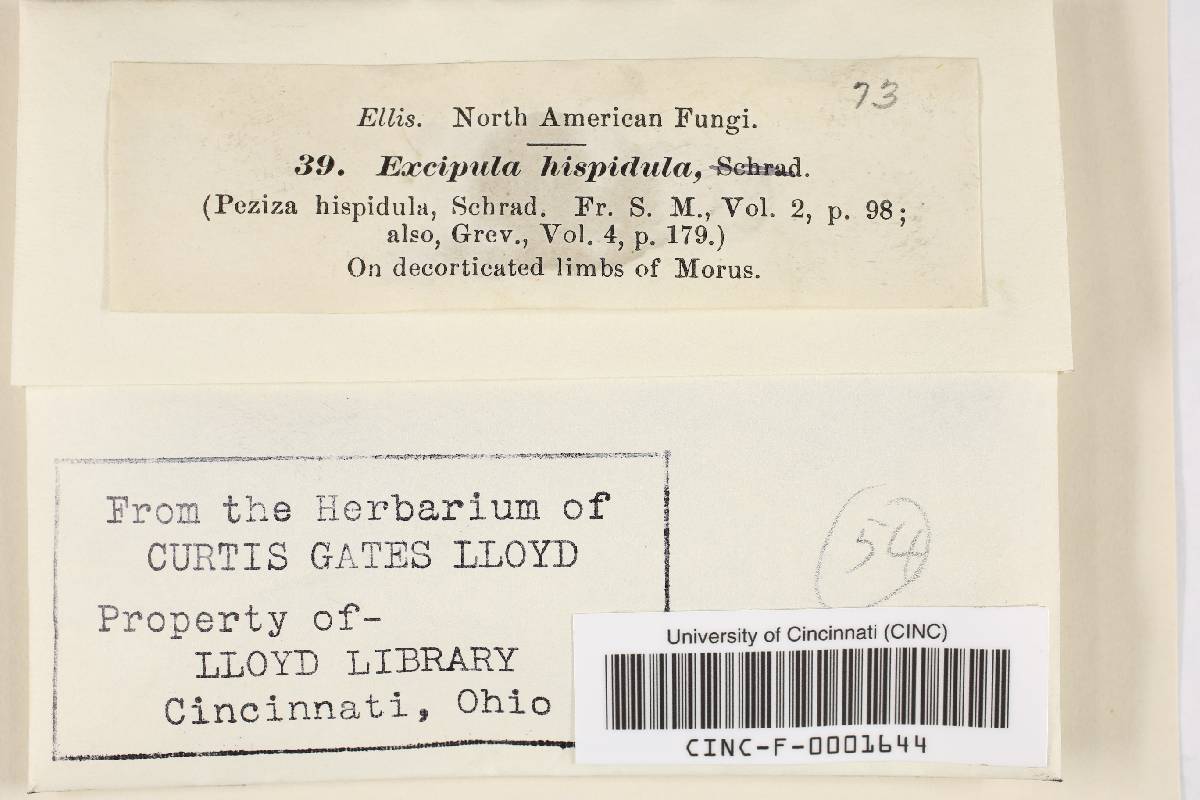 73
Ellis. North American Fungi.
39. Excipula hispidula, Schrad.
(Peziza hispidula, Schrad. Fr. S. M., Vol. 2, p. 98;
also, Grev., Vol. 4, p. 179.)
On decorticated limbs of Morus.
From the Herbarium of
CURTIS GATES LLOYD
Property of-
LLOYD LIBRARY
Cincinnati, Ohio
54
University of Cincinnati (CINC)
CINC-F-0001644